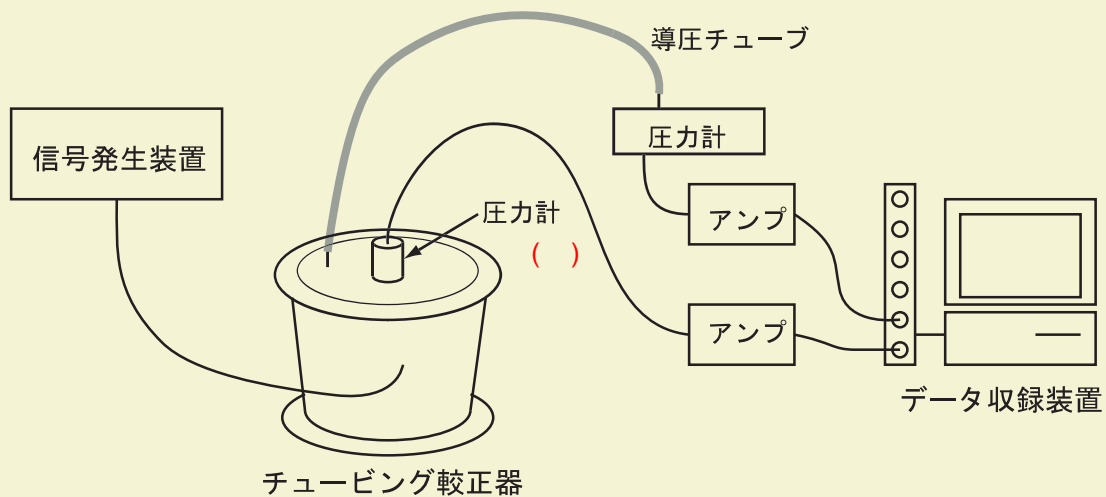 導圧チューブ
信号発生装置
圧力計
アンプ
圧力計
( )
アンプ
データ収録装置
チュービング較正器